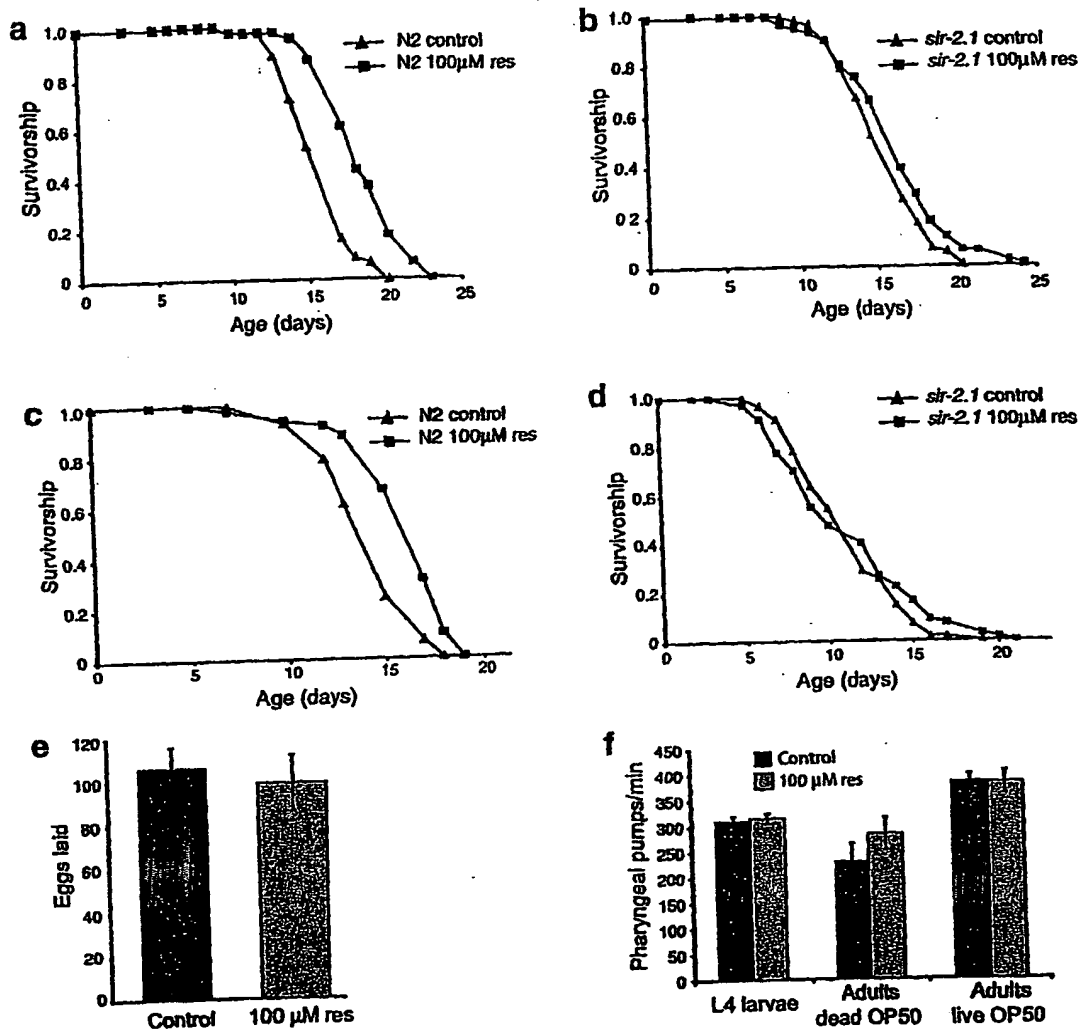 a
1.0
0.8
0.6
0.4
0.2
0
Survivorship
N2 control
N2 100µM res
0 5 10 15 20 25
Age (days)
b
1.0
0.8
0.6
0.4
0.2
0
Survivorship
sir-2.1 control
sir-2.1 100µM res
0 5 10 15 20 25
Age (days)
c
1.0
0.8
0.6
0.4
0.2
0
Survivorship
N2 control
N2 100µM res
0 5 10 15 20
Age (days)
d
1.0
0.8
0.6
0.4
0.2
0
Survivorship
sir-2.1 control
sir-2.1 100µM res
0 5 10 15 20
Age (days)
e
120
100
80
60
40
20
0
Eggs laid
Control 100 µM res
f
450
400
350
300
250
200
150
100
50
0
Pharyngeal pumps/min
Control
100 µM res
L4 larvae
Adults
dead OP50
Adults
live OP50